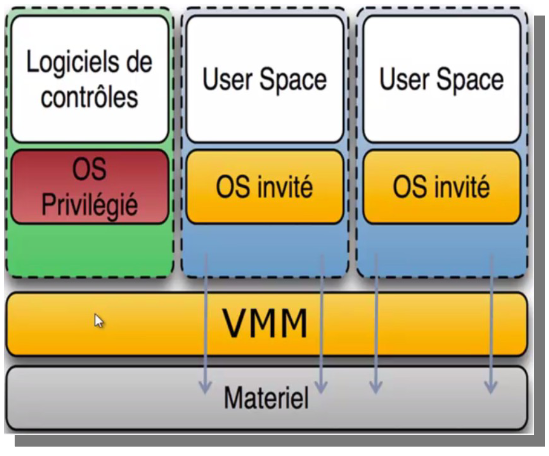 Logiciels de
contrôles
User Space
User Space
OS
Privilégié
OS invité
OS invité
VMM
Materiel